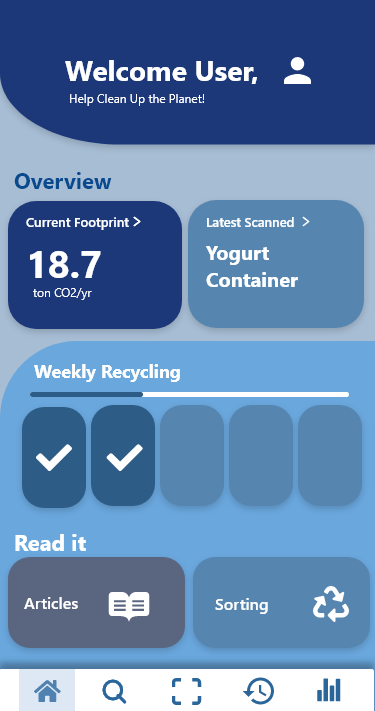 Welcome User,
Help Clean Up the Planet!
Overview
Current Footprint >
18.7
ton CO2/yr
Latest Scanned >
Yogurt
Container
Weekly Recycling
Read it
Articles
Sorting